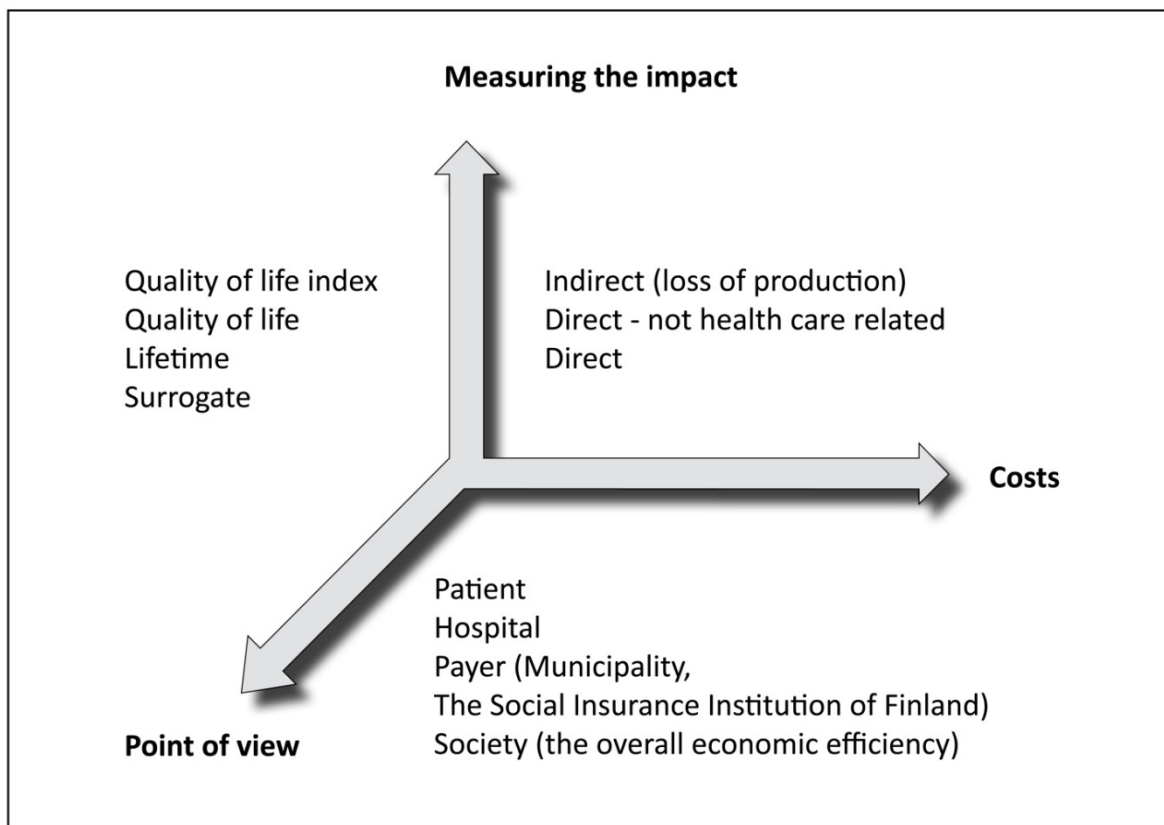 Measuring the impact
Quality of life index
Quality of life
Lifetime
Surrogate
Indirect (loss of production)
Direct - not health care related
Direct
Costs
Patient
Hospital
Payer (Municipality,
The Social Insurance Institution of Finland)
Society (the overall economic efficiency)
Point of view